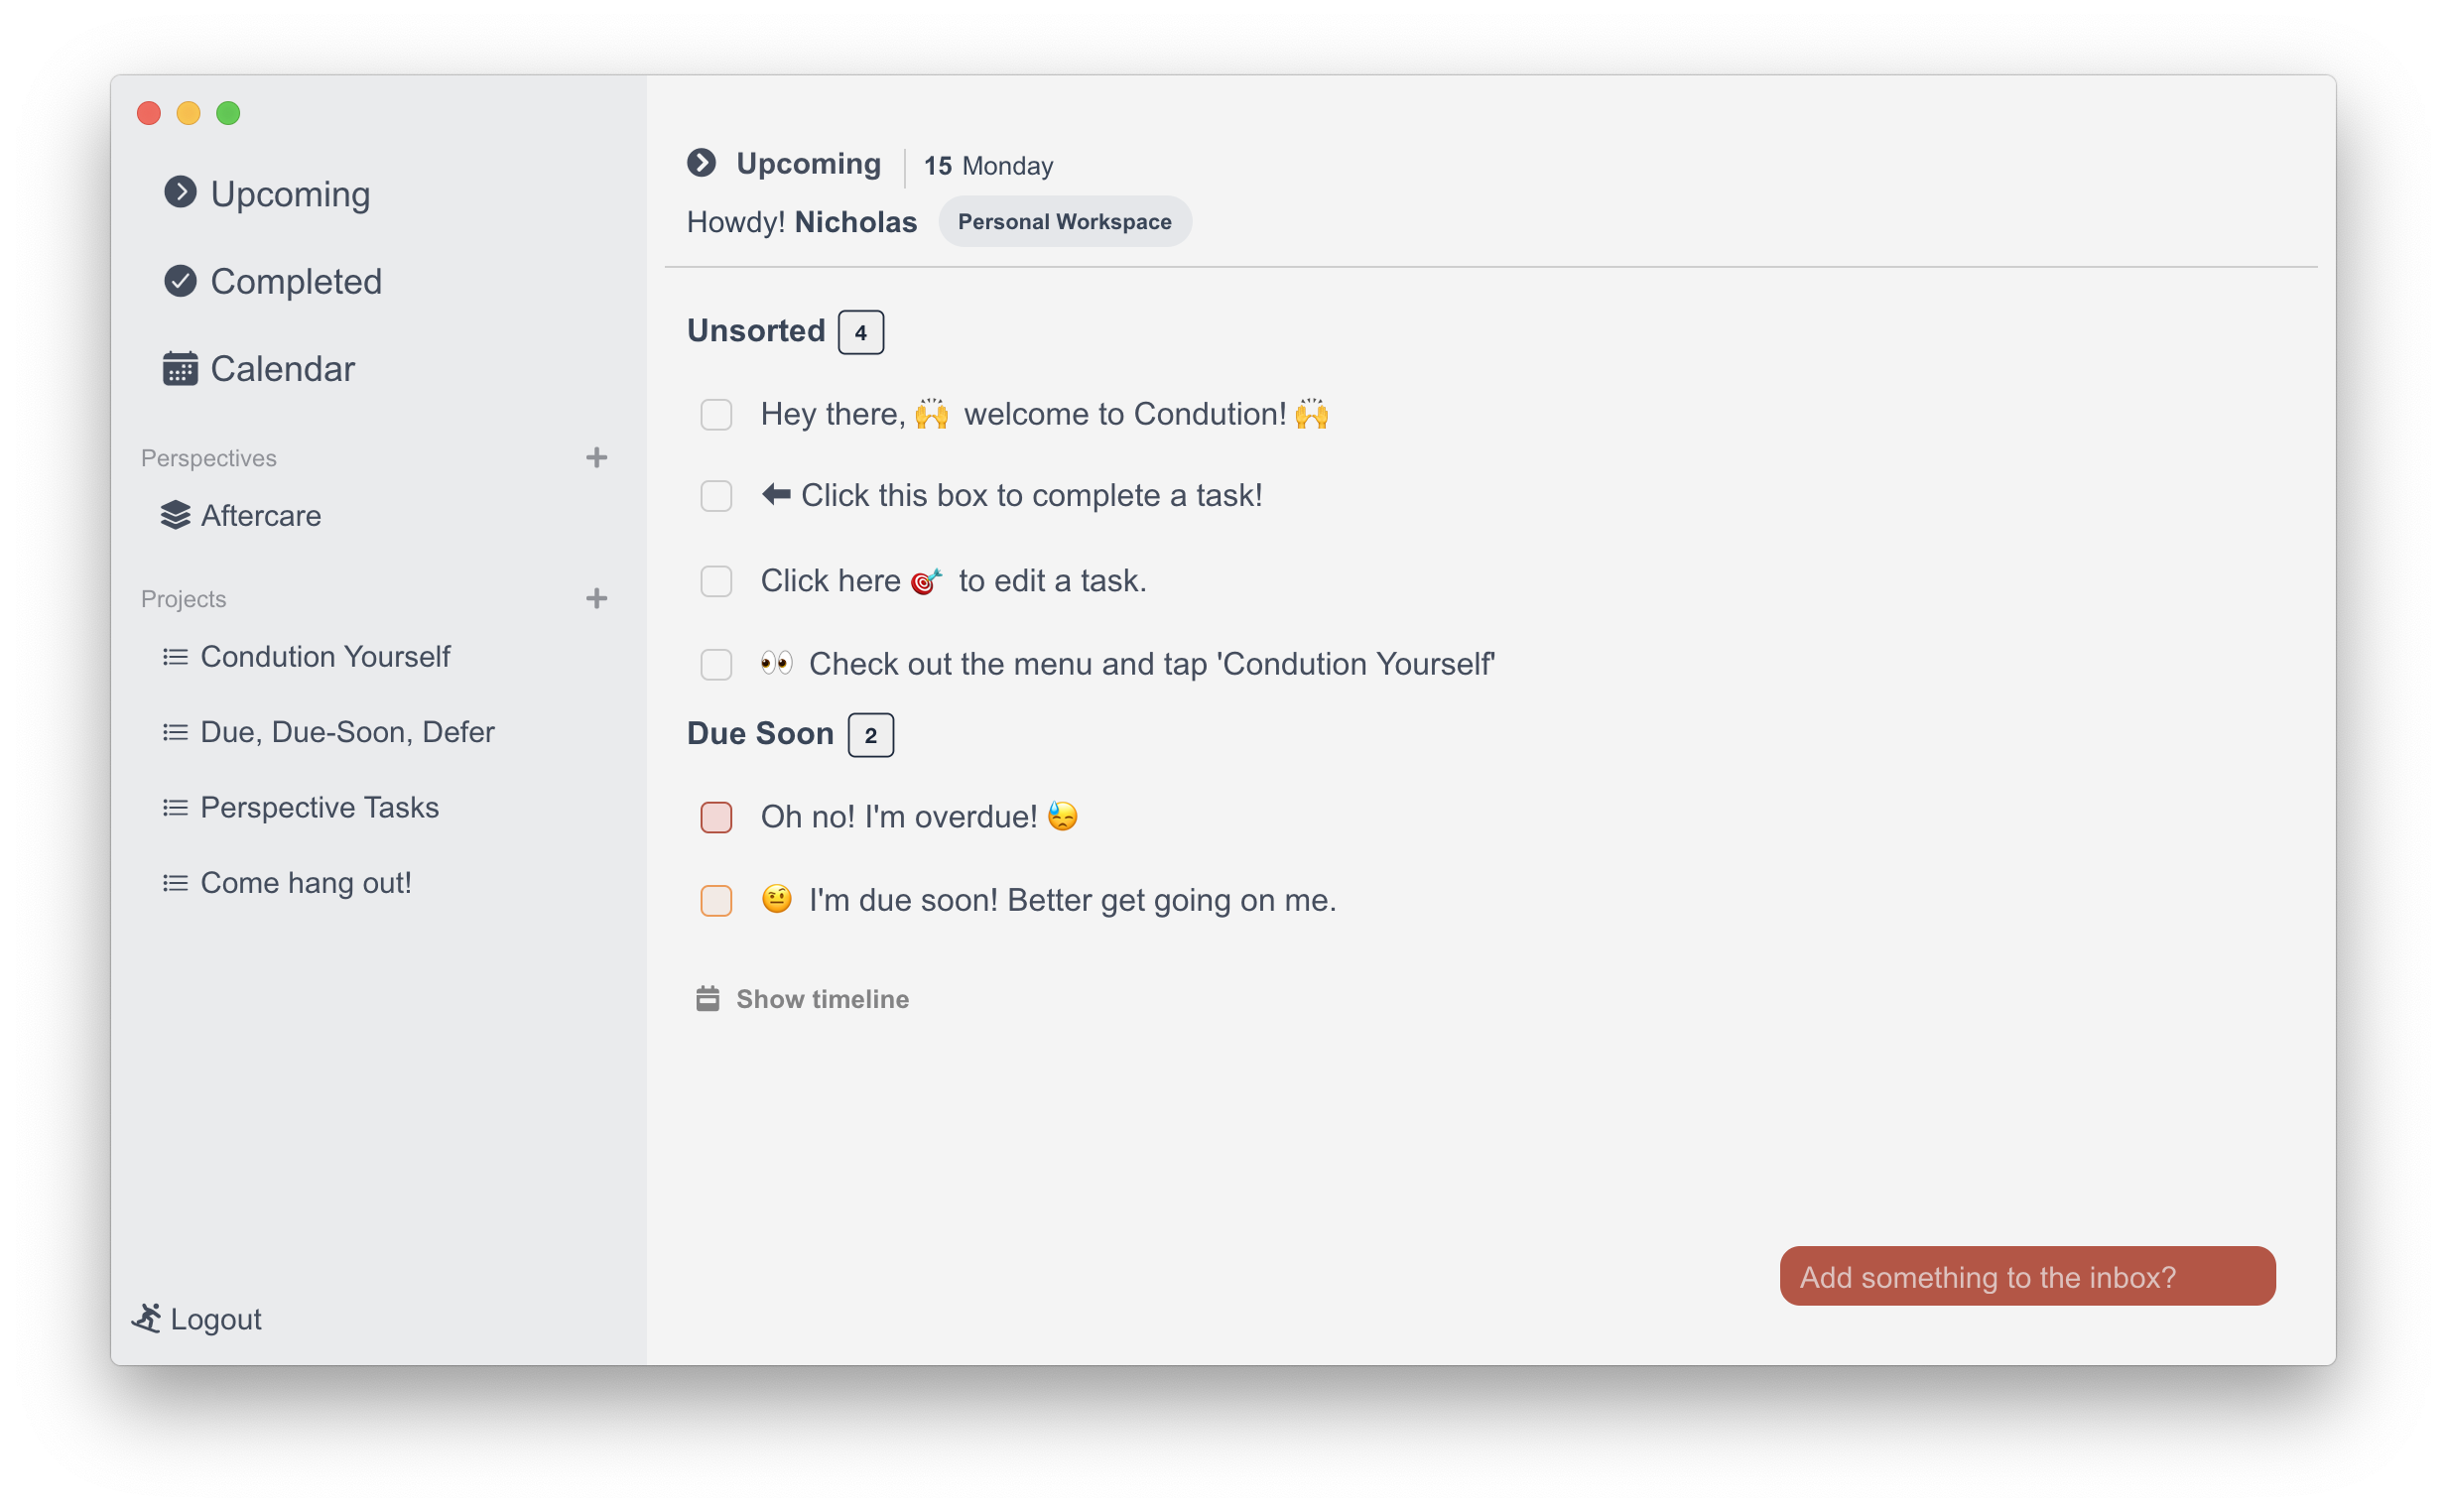 Upcoming
Completed
Calendar
Perspectives
Aftercare
Projects
Condution Yourself
Due, Due-Soon, Defer
Perspective Tasks
Come hang out!
Logout
Upcoming 15 Monday
Howdy! Nicholas Personal Workspace
Unsorted 4
Hey there, 🙌 welcome to Condution! 🙌
⬅ Click this box to complete a task!
Click here 🎯 to edit a task.
👀 Check out the menu and tap 'Condution Yourself'
Due Soon 2
Oh no! I'm overdue! 😓
🤨 I'm due soon! Better get going on me.
Show timeline
Add something to the inbox?